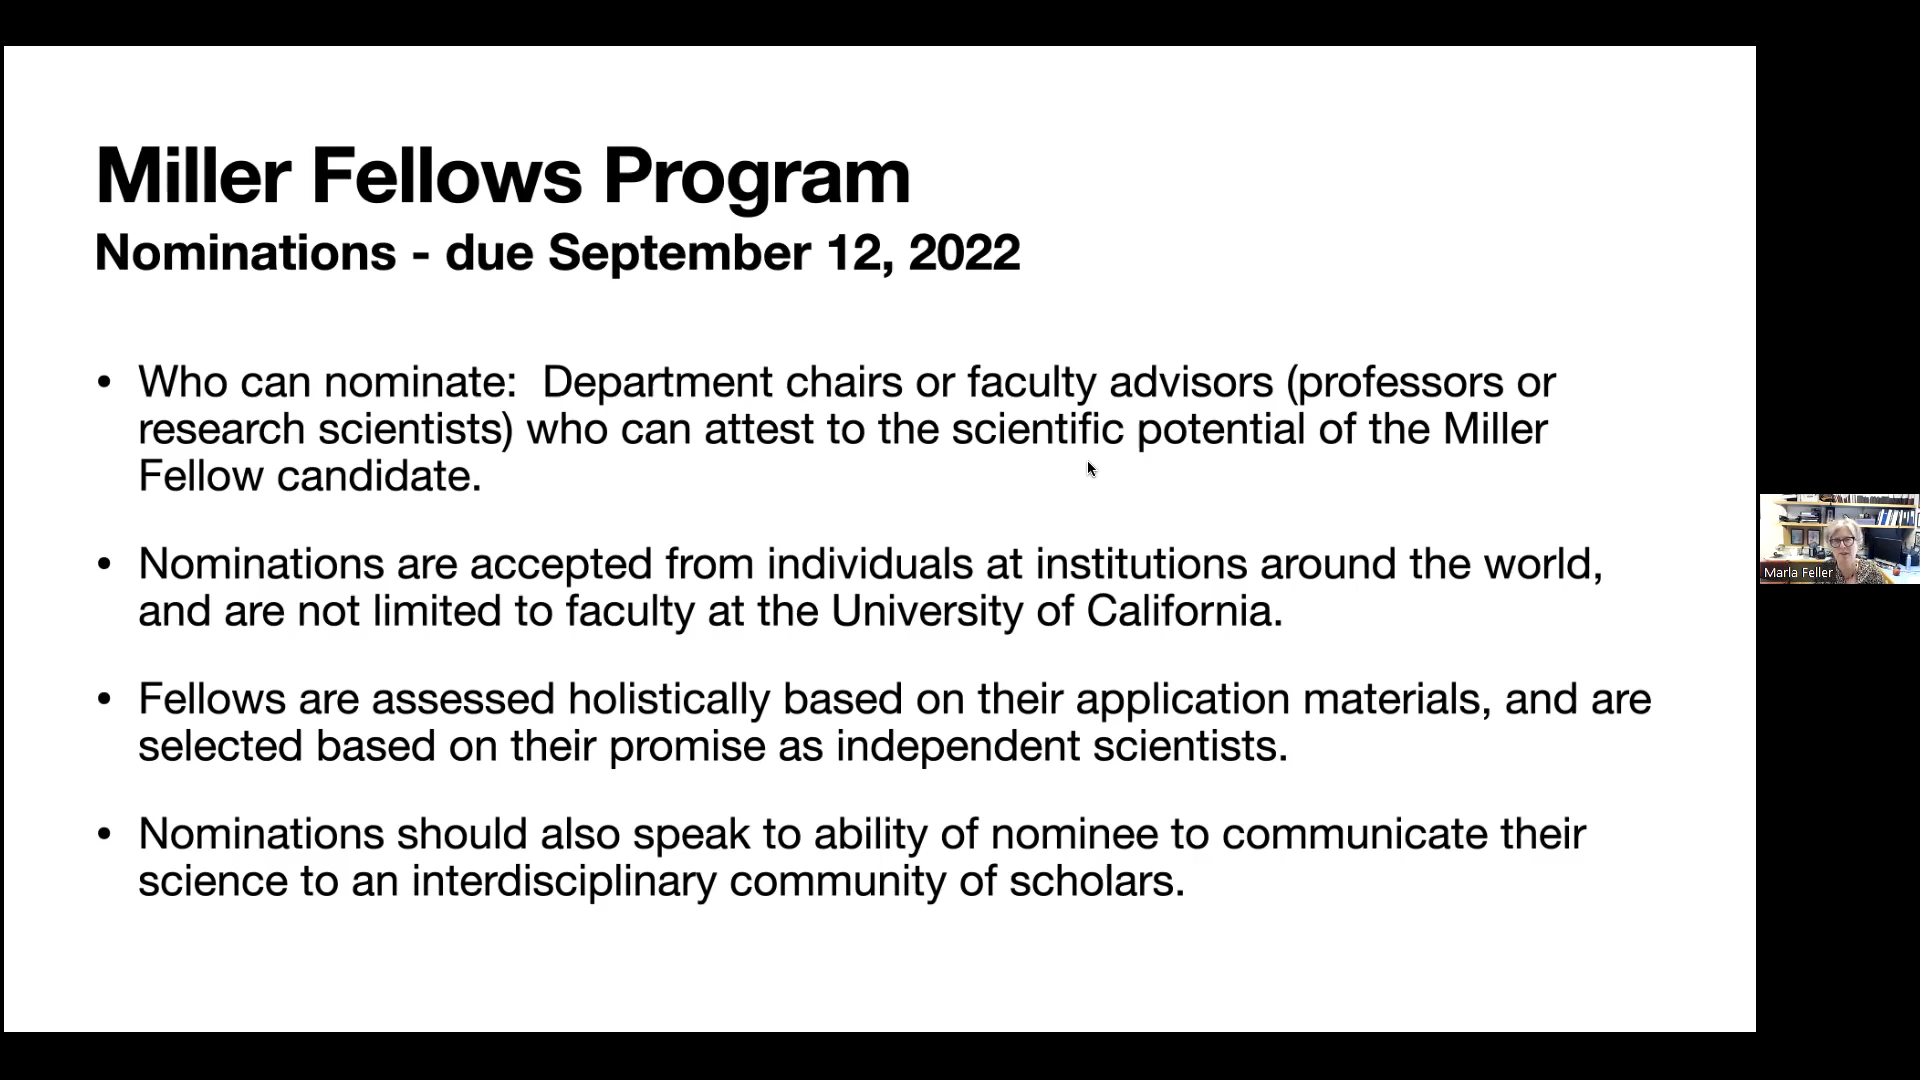 Miller Fellows Program
Nominations - due September 12, 2022
• Who can nominate:  Department chairs or faculty advisors (professors or
research scientists) who can attest to the scientific potential of the Miller
Fellow candidate.
• Nominations are accepted from individuals at institutions around the world,
and are not limited to faculty at the University of California.
• Fellows are assessed holistically based on their application materials, and are
selected based on their promise as independent scientists.
• Nominations should also speak to ability of nominee to communicate their
science to an interdisciplinary community of scholars.
Marla Feller